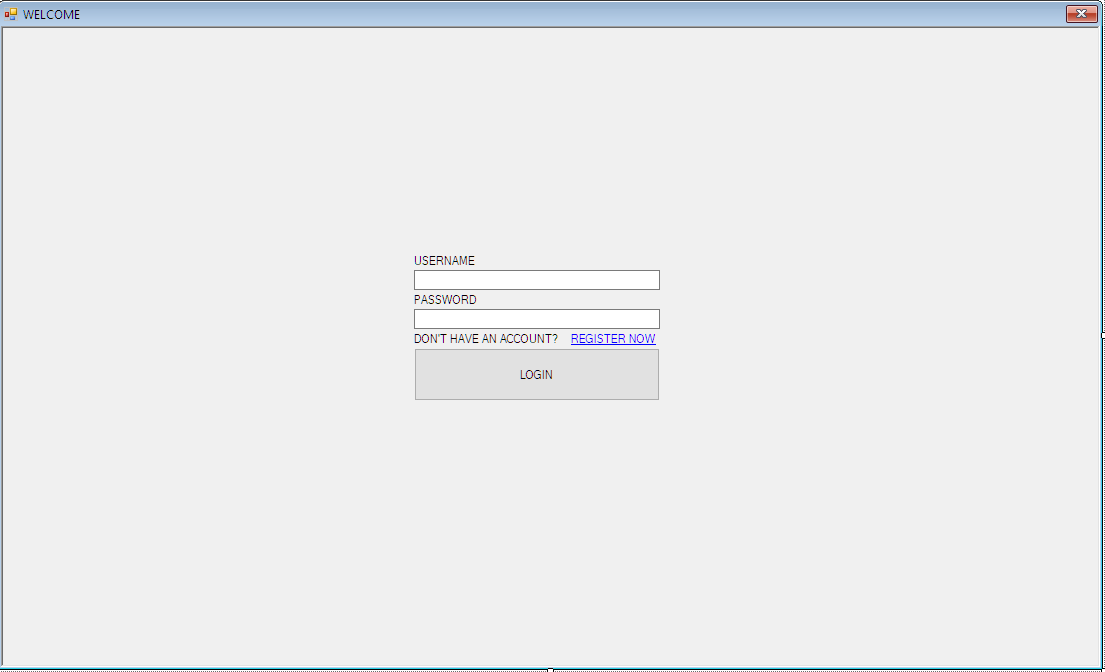 WELCOME
USERNAME
PASSWORD
DON'T HAVE AN ACCOUNT? REGISTER NOW
LOGIN